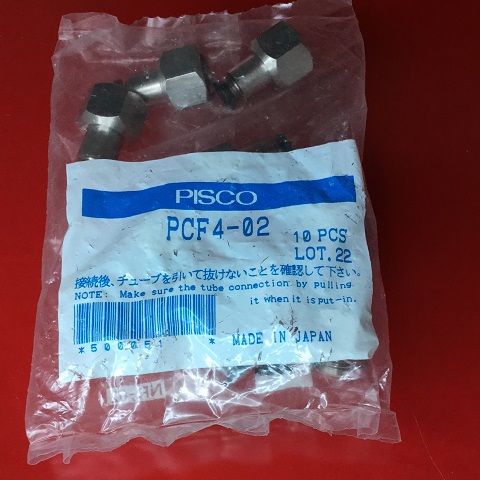 PISCO
PCF4-02
10 PCS
LOT.22
接続後、チューブを引いて抜けないことを確認して下さい。
NOTE: Make sure the tube connection by pulling
it when it is put-in.
*500051 *
MADE IN JAPAN